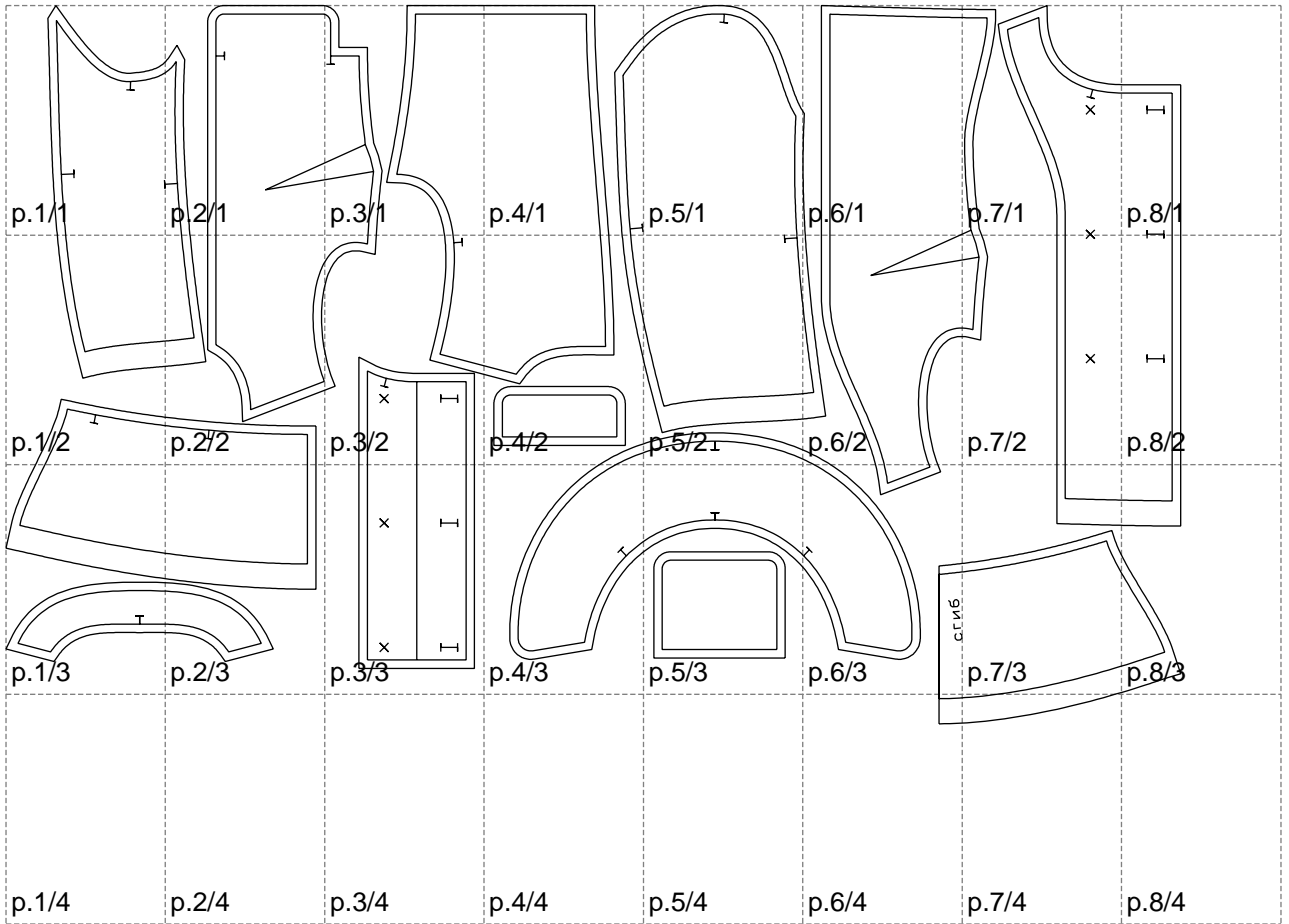 p.1/1 p.2/1 p.3/1 p.4/1 p.5/1 p.6/1 p.7/1 p.8/1
p.1/2 p.2/2 p.3/2 p.4/2 p.5/2 p.6/2 p.7/2 p.8/2
сгиб
p.1/3 p.2/3 p.3/3 p.4/3 p.5/3 p.6/3 p.7/3 p.8/3
p.1/4 p.2/4 p.3/4 p.4/4 p.5/4 p.6/4 p.7/4 p.8/4